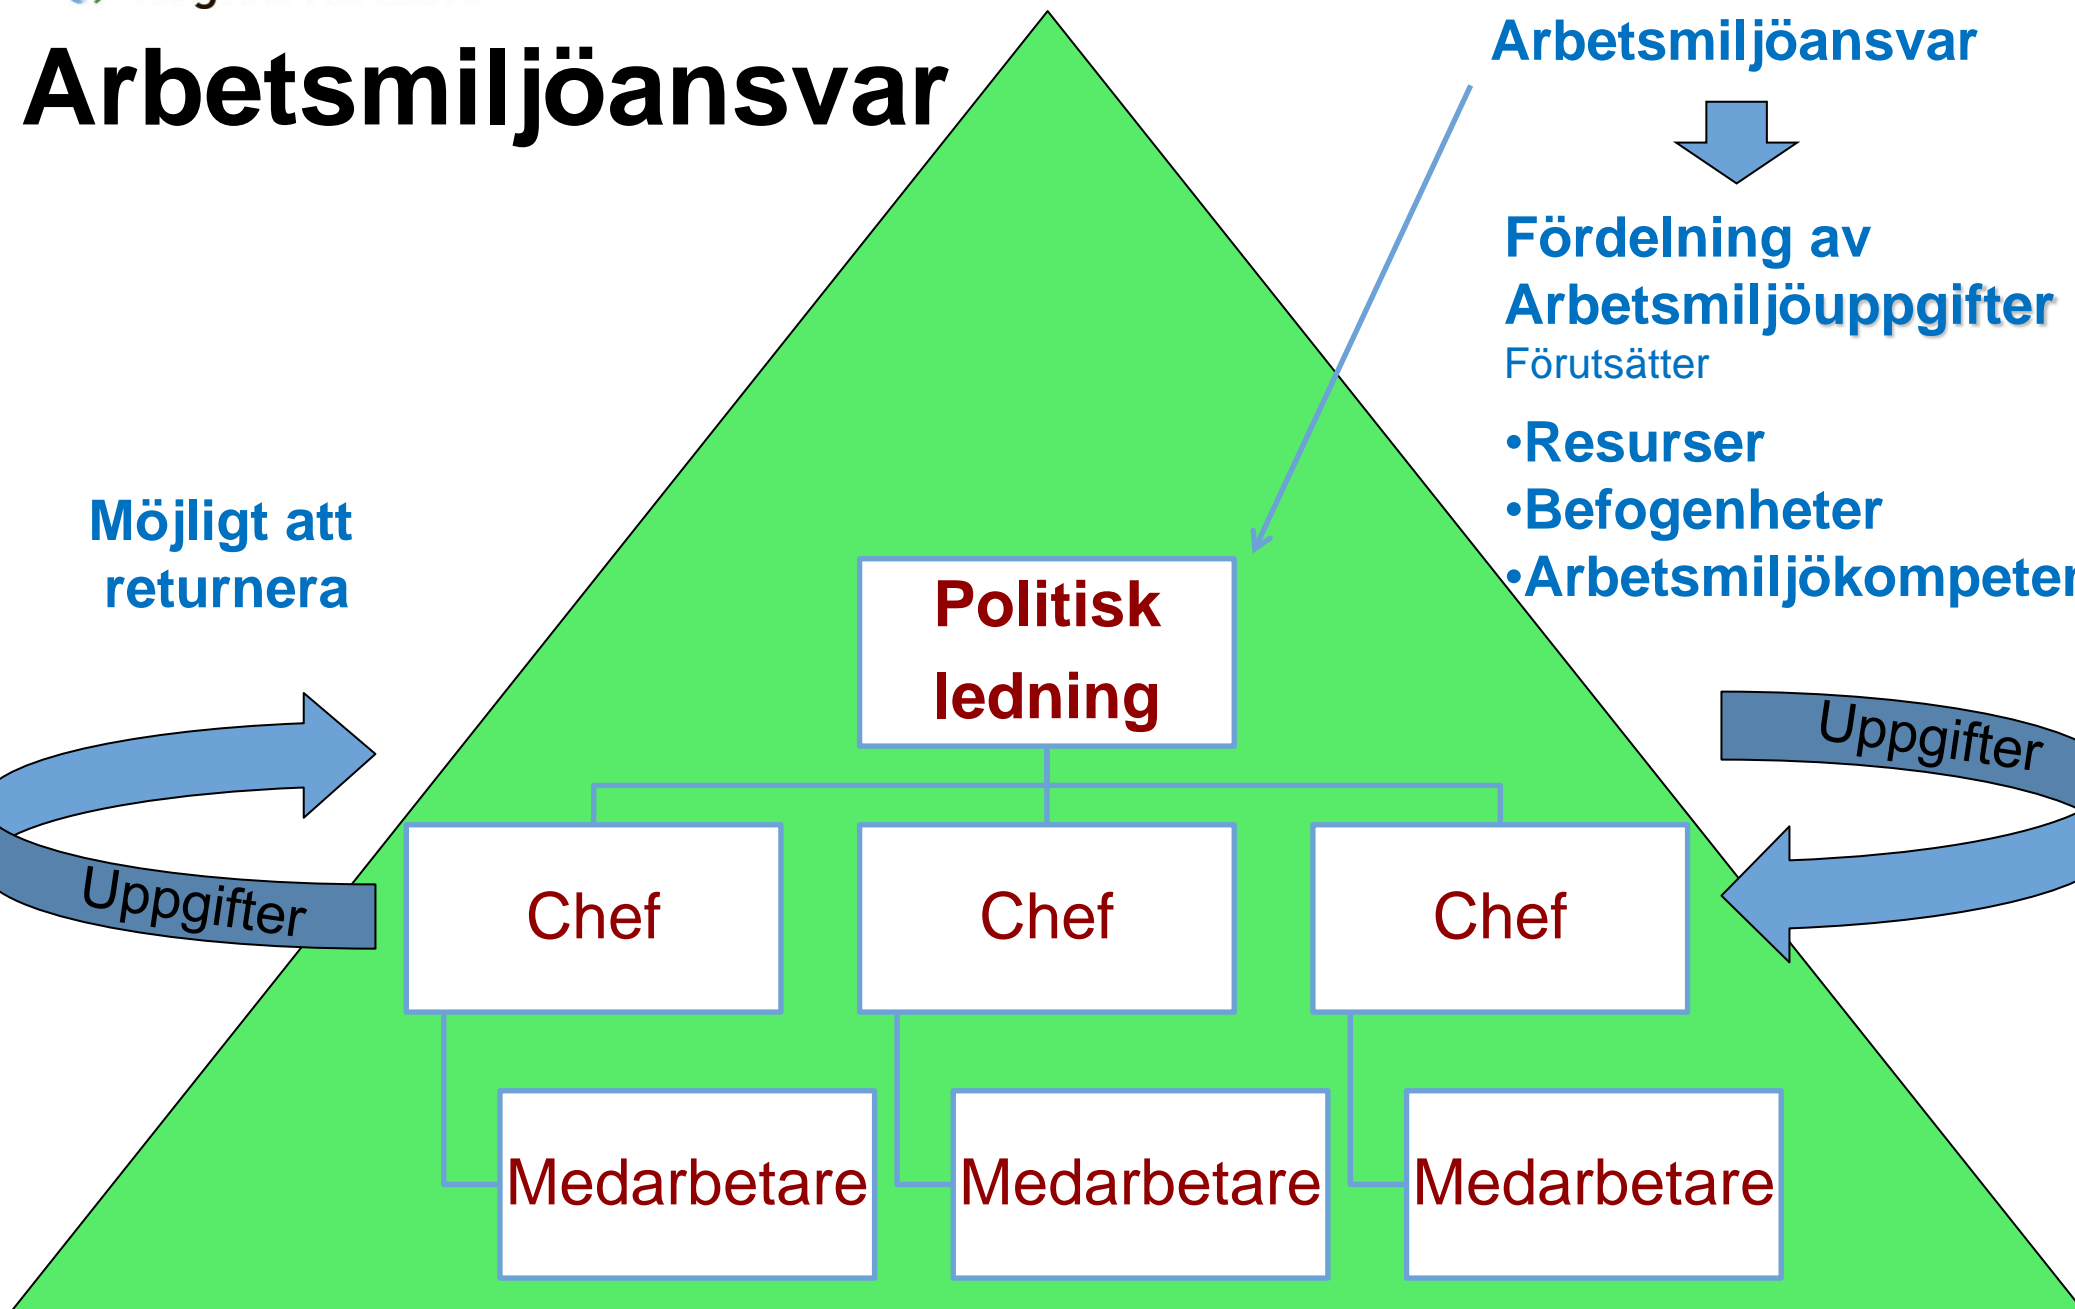 Arbetsmiljöansvar
Arbetsmiljöansvar
Fördelning av
Arbetsmiljöuppgifter
Förutsätter
•Resurser
•Befogenheter
Möjligt att
returnera
Politisk
ledning
Uppgifter
Uppgifter
Chef
Chef
Chef
Medarbetare
Medarbetare
Medarbetare